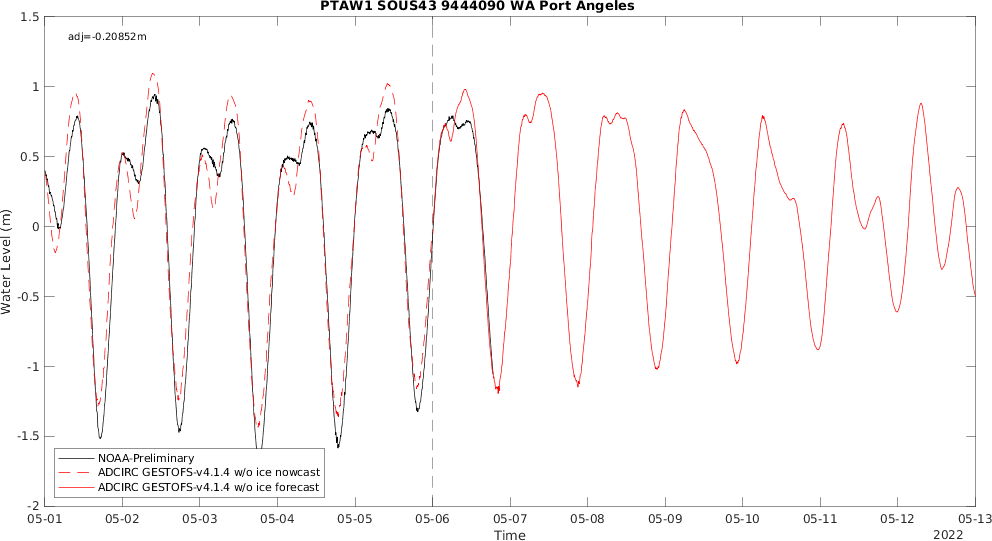 PTAW1 SOUS43 9444090 WA Port Angeles
adj=-0.20852m
Water Level (m)
1.5
1
0.5
0
-0.5
-1
-1.5
-2
NOAA-Preliminary
ADCIRC GESTOFS-v4.1.4 w/o ice nowcast
ADCIRC GESTOFS-v4.1.4 w/o ice forecast
05-01 05-02 05-03 05-04 05-05 05-06 05-07 05-08 05-09 05-10 05-11 05-12 05-13
Time
2022